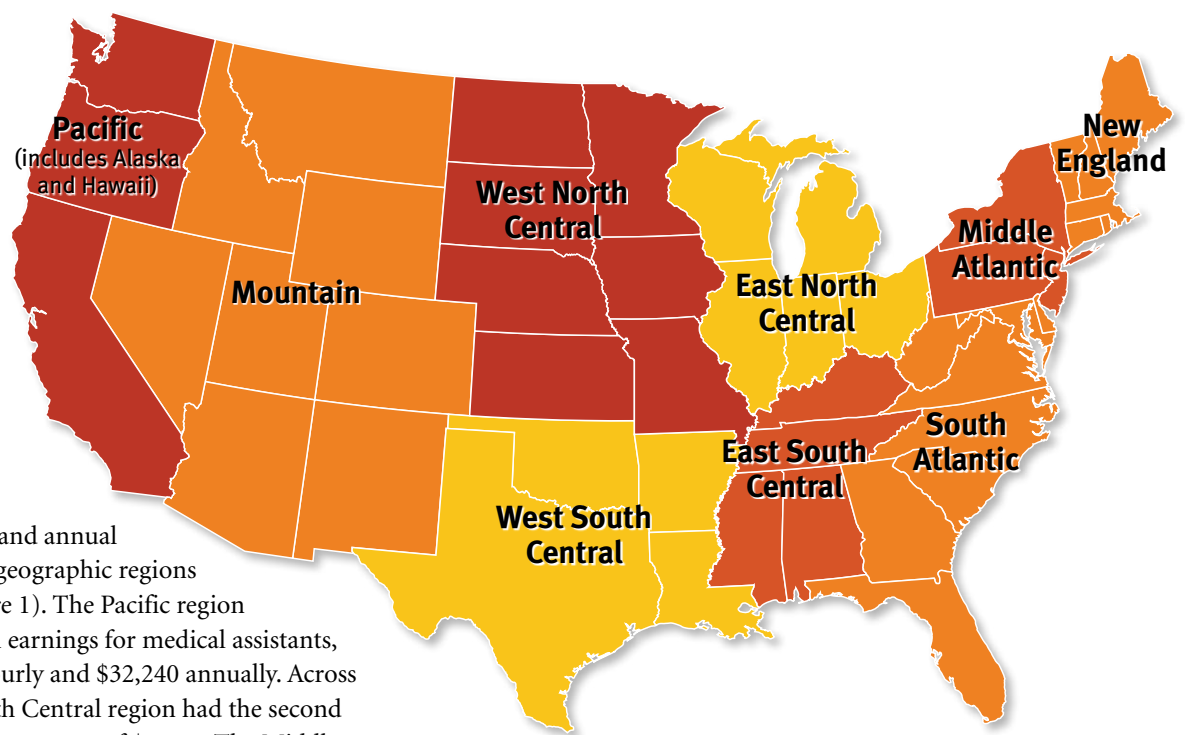 Pacific
(includes Alaska
and Hawaii)
Mountain
West North
Central
East North
Central
New
England
Middle
Atlantic
South
Atlantic
East South
Central
West South
Central
and annual
geographic regions
e 1). The Pacific region
earnings for medical assistants,
urly and $32,240 annually. Across
th Central region had the second